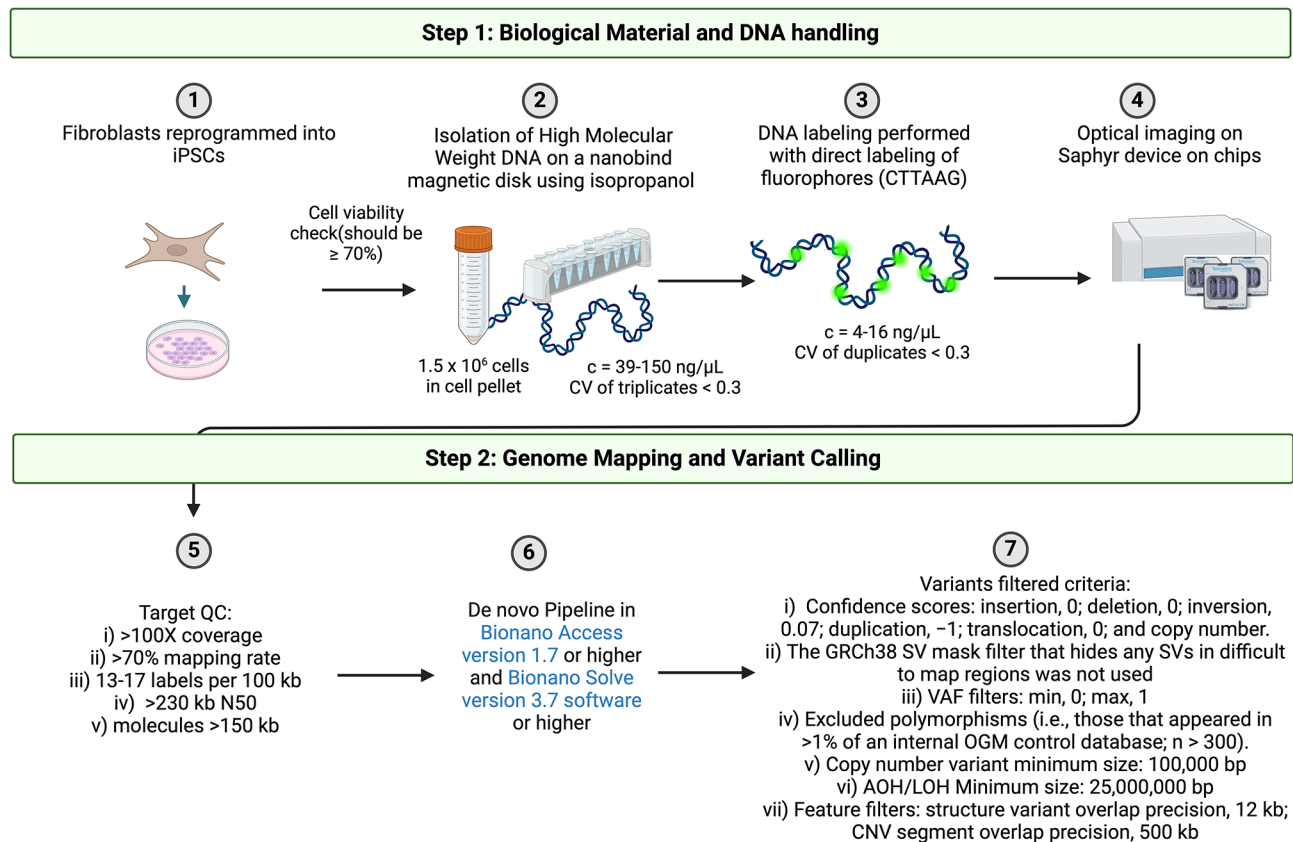 Step 1: Biological Material and DNA handling
1
Fibroblasts reprogrammed into
iPSCs
Cell viability
check(should be
≥ 70%)
2
Isolation of High Molecular
Weight DNA on a nanobind
magnetic disk using isopropanol
1.5 x 10⁶ cells
in cell pellet
c = 39-150 ng/µL
CV of triplicates < 0.3
3
DNA labeling performed
with direct labeling of
fluorophores (CTTAAG)
c = 4-16 ng/µL
CV of duplicates < 0.3
4
Optical imaging on
Saphyr device on chips
bionano
Step 2: Genome Mapping and Variant Calling
5
Target QC:
i) >100X coverage
ii) >70% mapping rate
iii) 13-17 labels per 100 kb
iv) >230 kb N50
v) molecules >150 kb
6
De novo Pipeline in
Bionano Access
version 1.7 or higher
and Bionano Solve
version 3.7 software
or higher
7
Variants filtered criteria:
i) Confidence scores: insertion, 0; deletion, 0; inversion,
0.07; duplication, −1; translocation, 0; and copy number.
ii) The GRCh38 SV mask filter that hides any SVs in difficult
to map regions was not used
iii) VAF filters: min, 0; max, 1
iv) Excluded polymorphisms (i.e., those that appeared in
>1% of an internal OGM control database; n > 300).
v) Copy number variant minimum size: 100,000 bp
vi) AOH/LOH Minimum size: 25,000,000 bp
vii) Feature filters: structure variant overlap precision, 12 kb;
CNV segment overlap precision, 500 kb